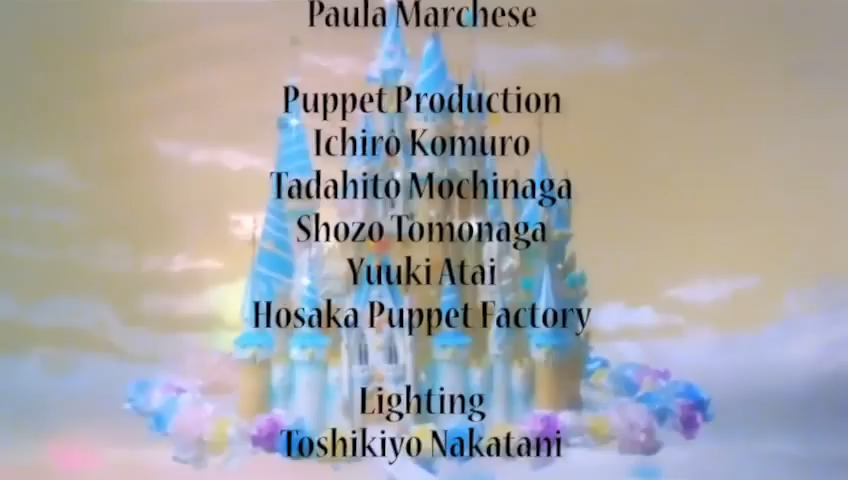 Paula Marchese
Puppet Production
Ichiro Komuro
Tadahito Mochinaga
Shozo Tomonaga
Yuuki Atai
Hosaka Puppet Factory
Lighting
Toshikiyo Nakatani